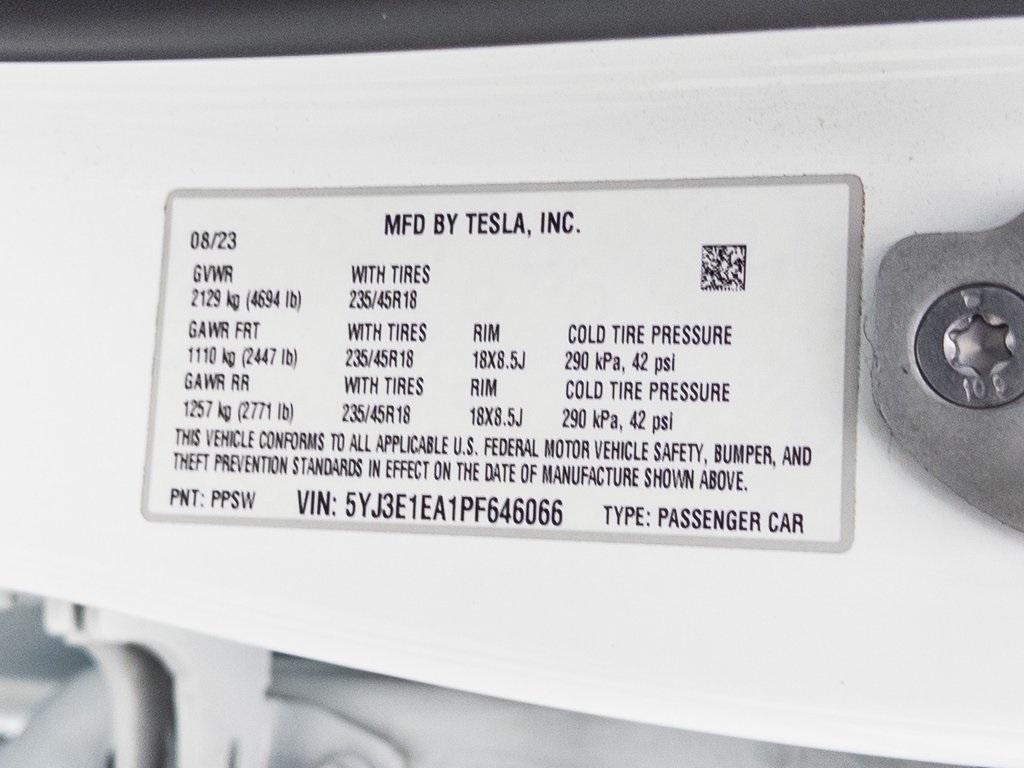 MFD BY TESLA, INC.
08/23
GVWR WITH TIRES
2129 kg (4694 lb) 235/45R18
GAWR FRT WITH TIRES RIM COLD TIRE PRESSURE
1110 kg (2447 lb) 235/45R18 18X8.5J 290 kPa, 42 psi
GAWR RR WITH TIRES RIM COLD TIRE PRESSURE
1257 kg (2771 lb) 235/45R18 18X8.5J 290 kPa, 42 psi
THIS VEHICLE CONFORMS TO ALL APPLICABLE U.S. FEDERAL MOTOR VEHICLE SAFETY, BUMPER, AND
THEFT PREVENTION STANDARDS IN EFFECT ON THE DATE OF MANUFACTURE SHOWN ABOVE.
PNT: PPSW VIN: 5YJ3E1EA1PF646066 TYPE: PASSENGER CAR